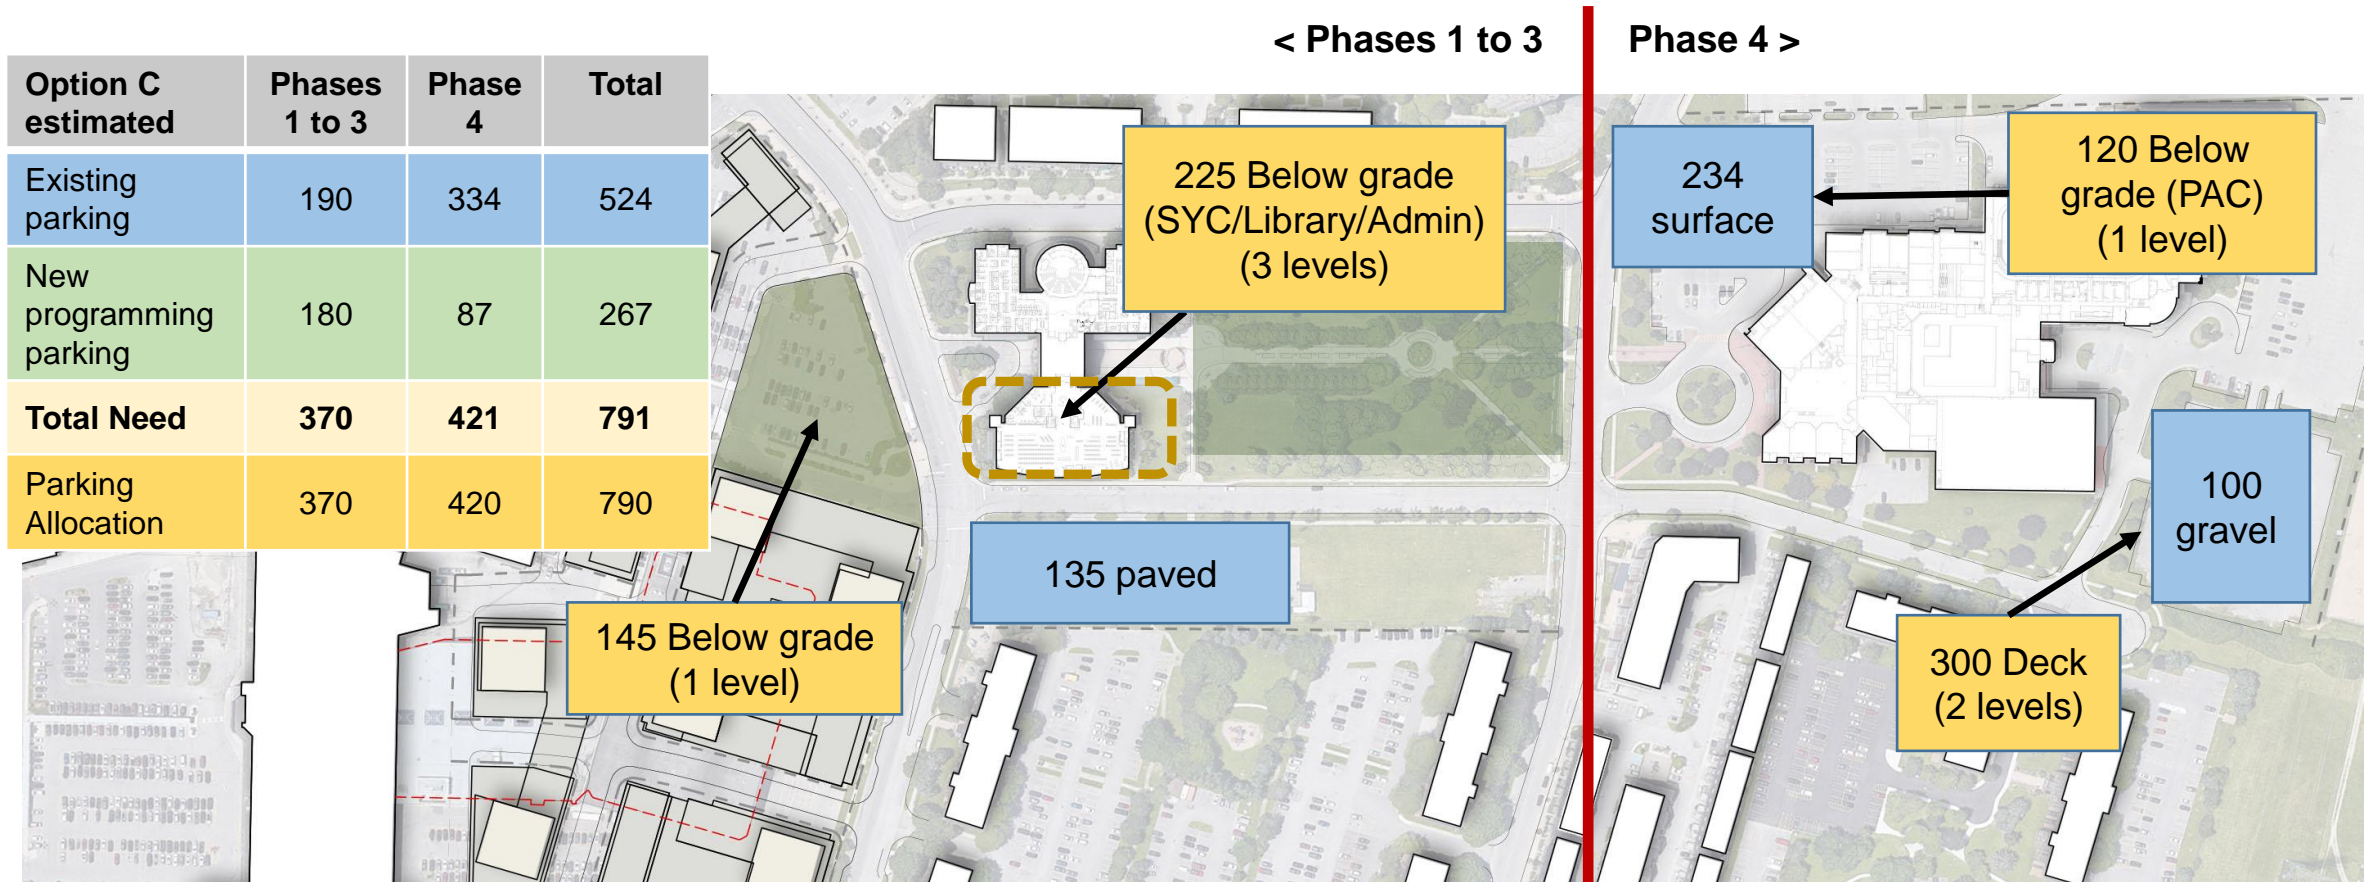 < Phases 1 to 3
Phase 4 >
Option C estimated
Phases 1 to 3
Phase 4
Total
Existing parking
190
334
524
New programming parking
180
87
267
Total Need
370
421
791
Parking Allocation
370
420
790
225 Below grade
(SYC/Library/Admin)
(3 levels)
234
surface
120 Below
grade (PAC)
(1 level)
135 paved
100
gravel
145 Below grade
(1 level)
300 Deck
(2 levels)